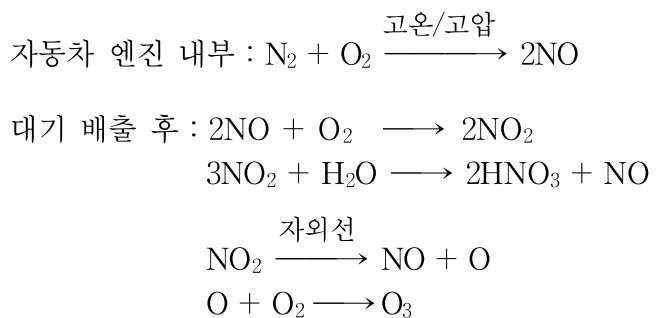 고온/고압
자동차 엔진 내부 : N₂ + O₂ ⟶ 2NO
대기 배출 후 : 2NO + O₂ ⟶ 2NO₂
3NO₂ + H₂O ⟶ 2HNO₃ + NO
자외선
NO₂ ⟶ NO + O
O + O₂ ⟶ O₃